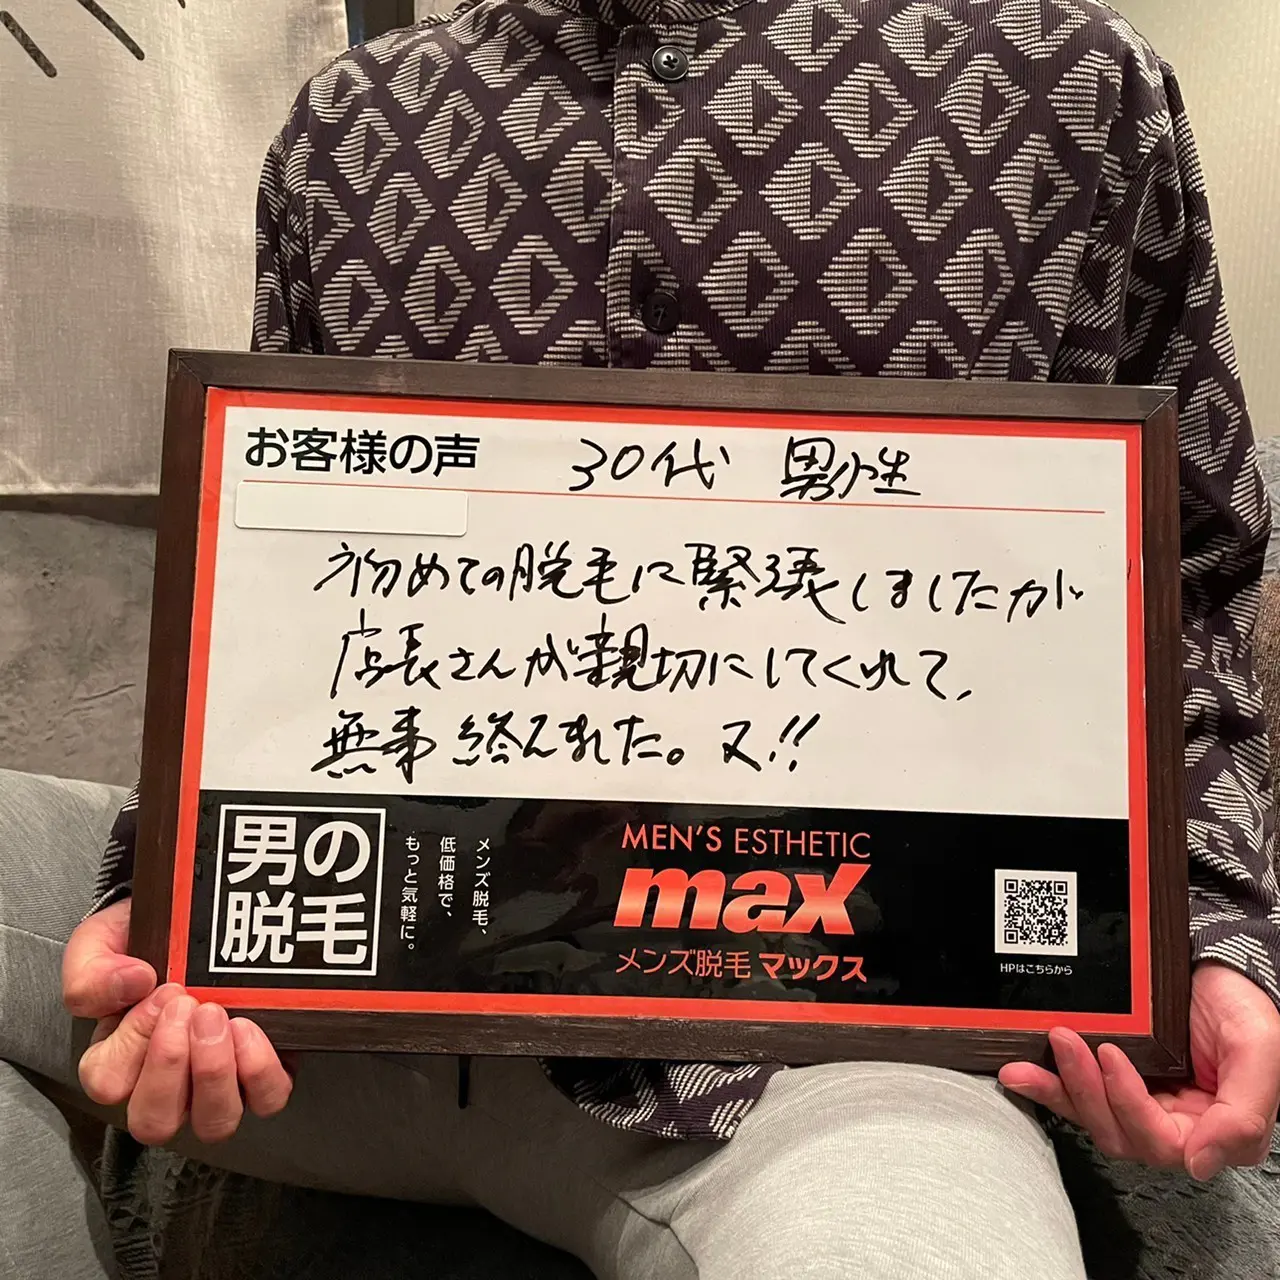 お客様の声 30代 男性
初めての脱毛に緊張しましたが
店長さんが親切にしてくれて、
無事終えれました。又!!
男の
脱毛
メンズ脱毛、
低価格で、
もっと気軽に。
MEN'S ESTHETIC
max
メンズ脱毛 マックス
HPはこちらから